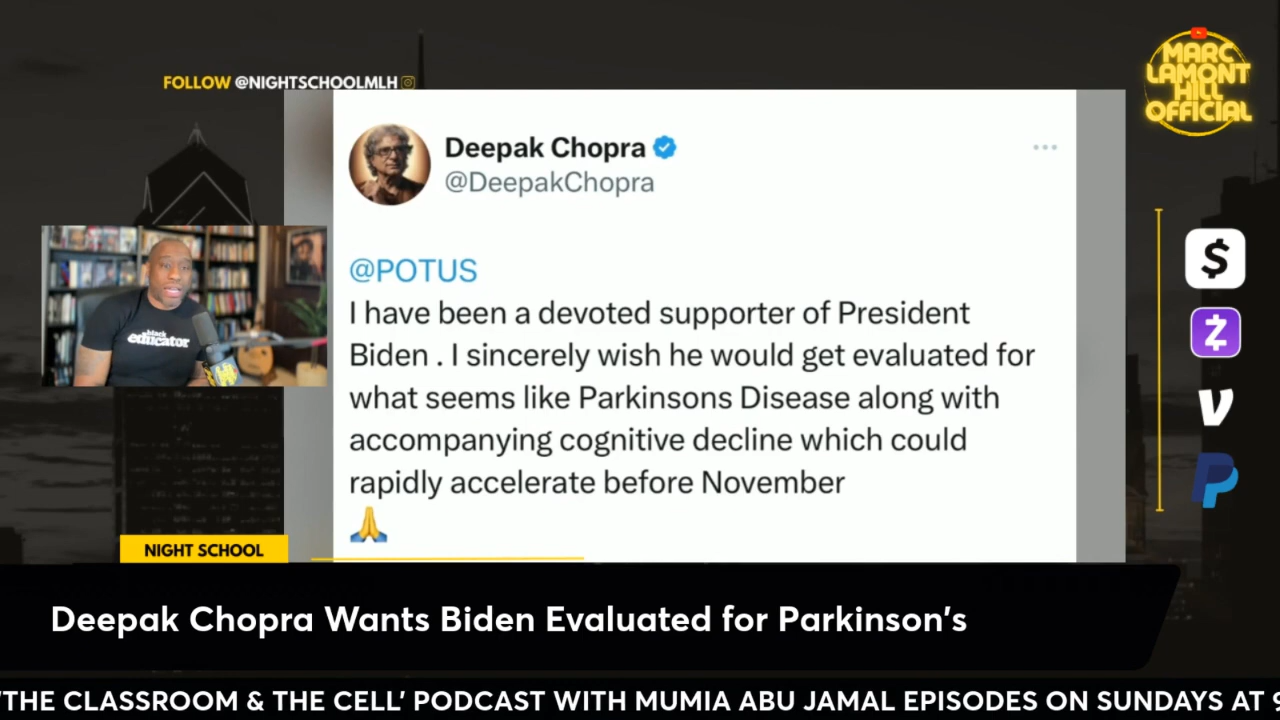 FOLLOW @NIGHTSCHOOLMLH
MARC
LAMONT
HILL
OFFICIAL
Deepak Chopra
@DeepakChopra
@POTUS
I have been a devoted supporter of President
Biden . I sincerely wish he would get evaluated for
what seems like Parkinsons Disease along with
accompanying cognitive decline which could
rapidly accelerate before November
🙏
black
educator
NIGHT SCHOOL
Deepak Chopra Wants Biden Evaluated for Parkinson's
'THE CLASSROOM & THE CELL' PODCAST WITH MUMIA ABU JAMAL EPISODES ON SUNDAYS AT